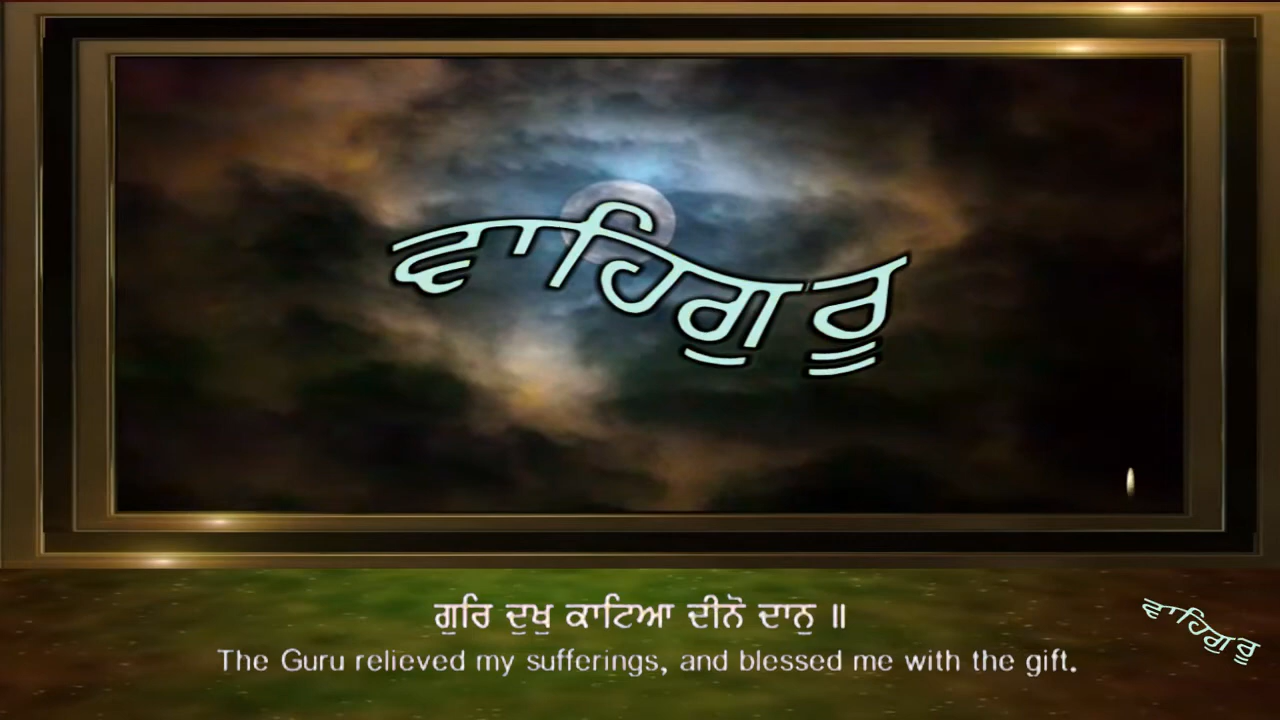 ਵਾਹਿਗੁਰੂ
ਗੁਰਿ ਦੁਖੁ ਕਾਟਿਆ ਦੀਨੋ ਦਾਨੁ ॥
The Guru relieved my sufferings, and blessed me with the gift.
ਵਾਹਿਗੁਰੂ